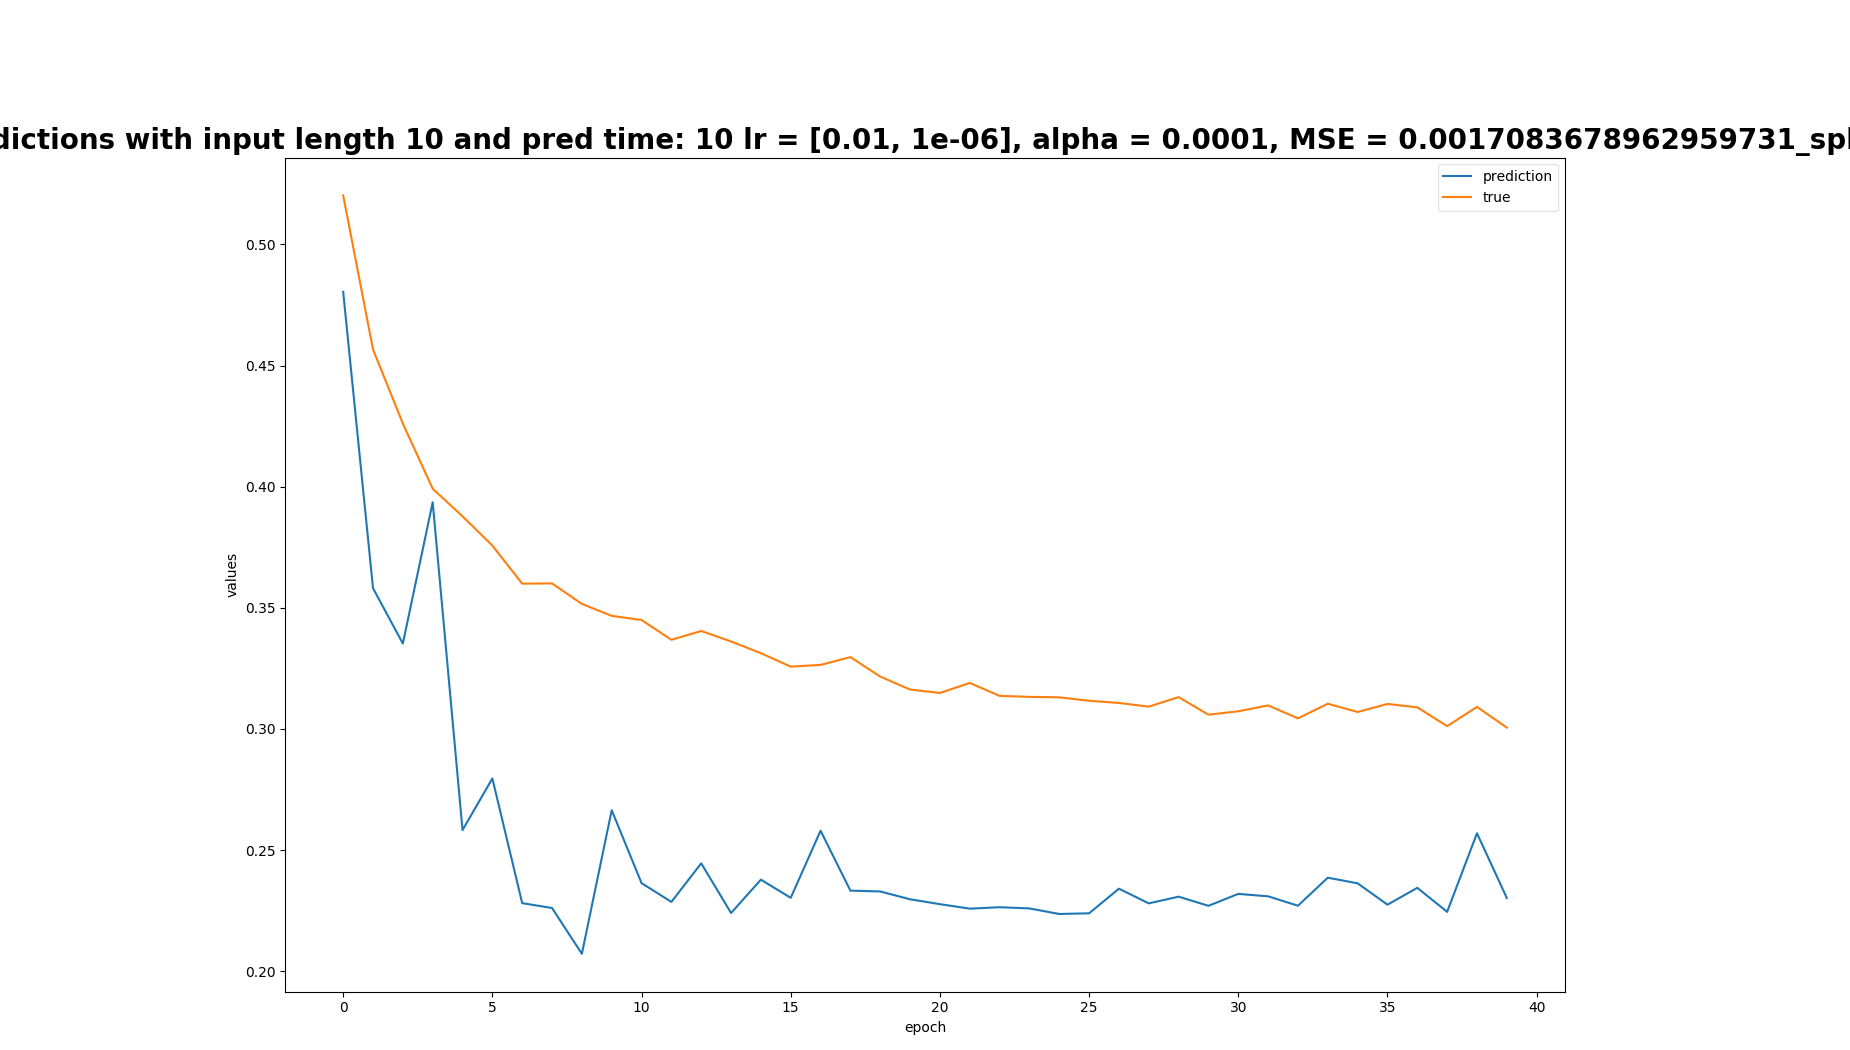 dictions with input length 10 and pred time: 10 lr = [0.01, 1e-06], alpha = 0.0001, MSE = 0.0017083678962959731_spl
prediction
true
0.50
0.45
0.40
0.35
0.30
0.25
0.20
values
0 5 10 15 20 25 30 35 40
epoch